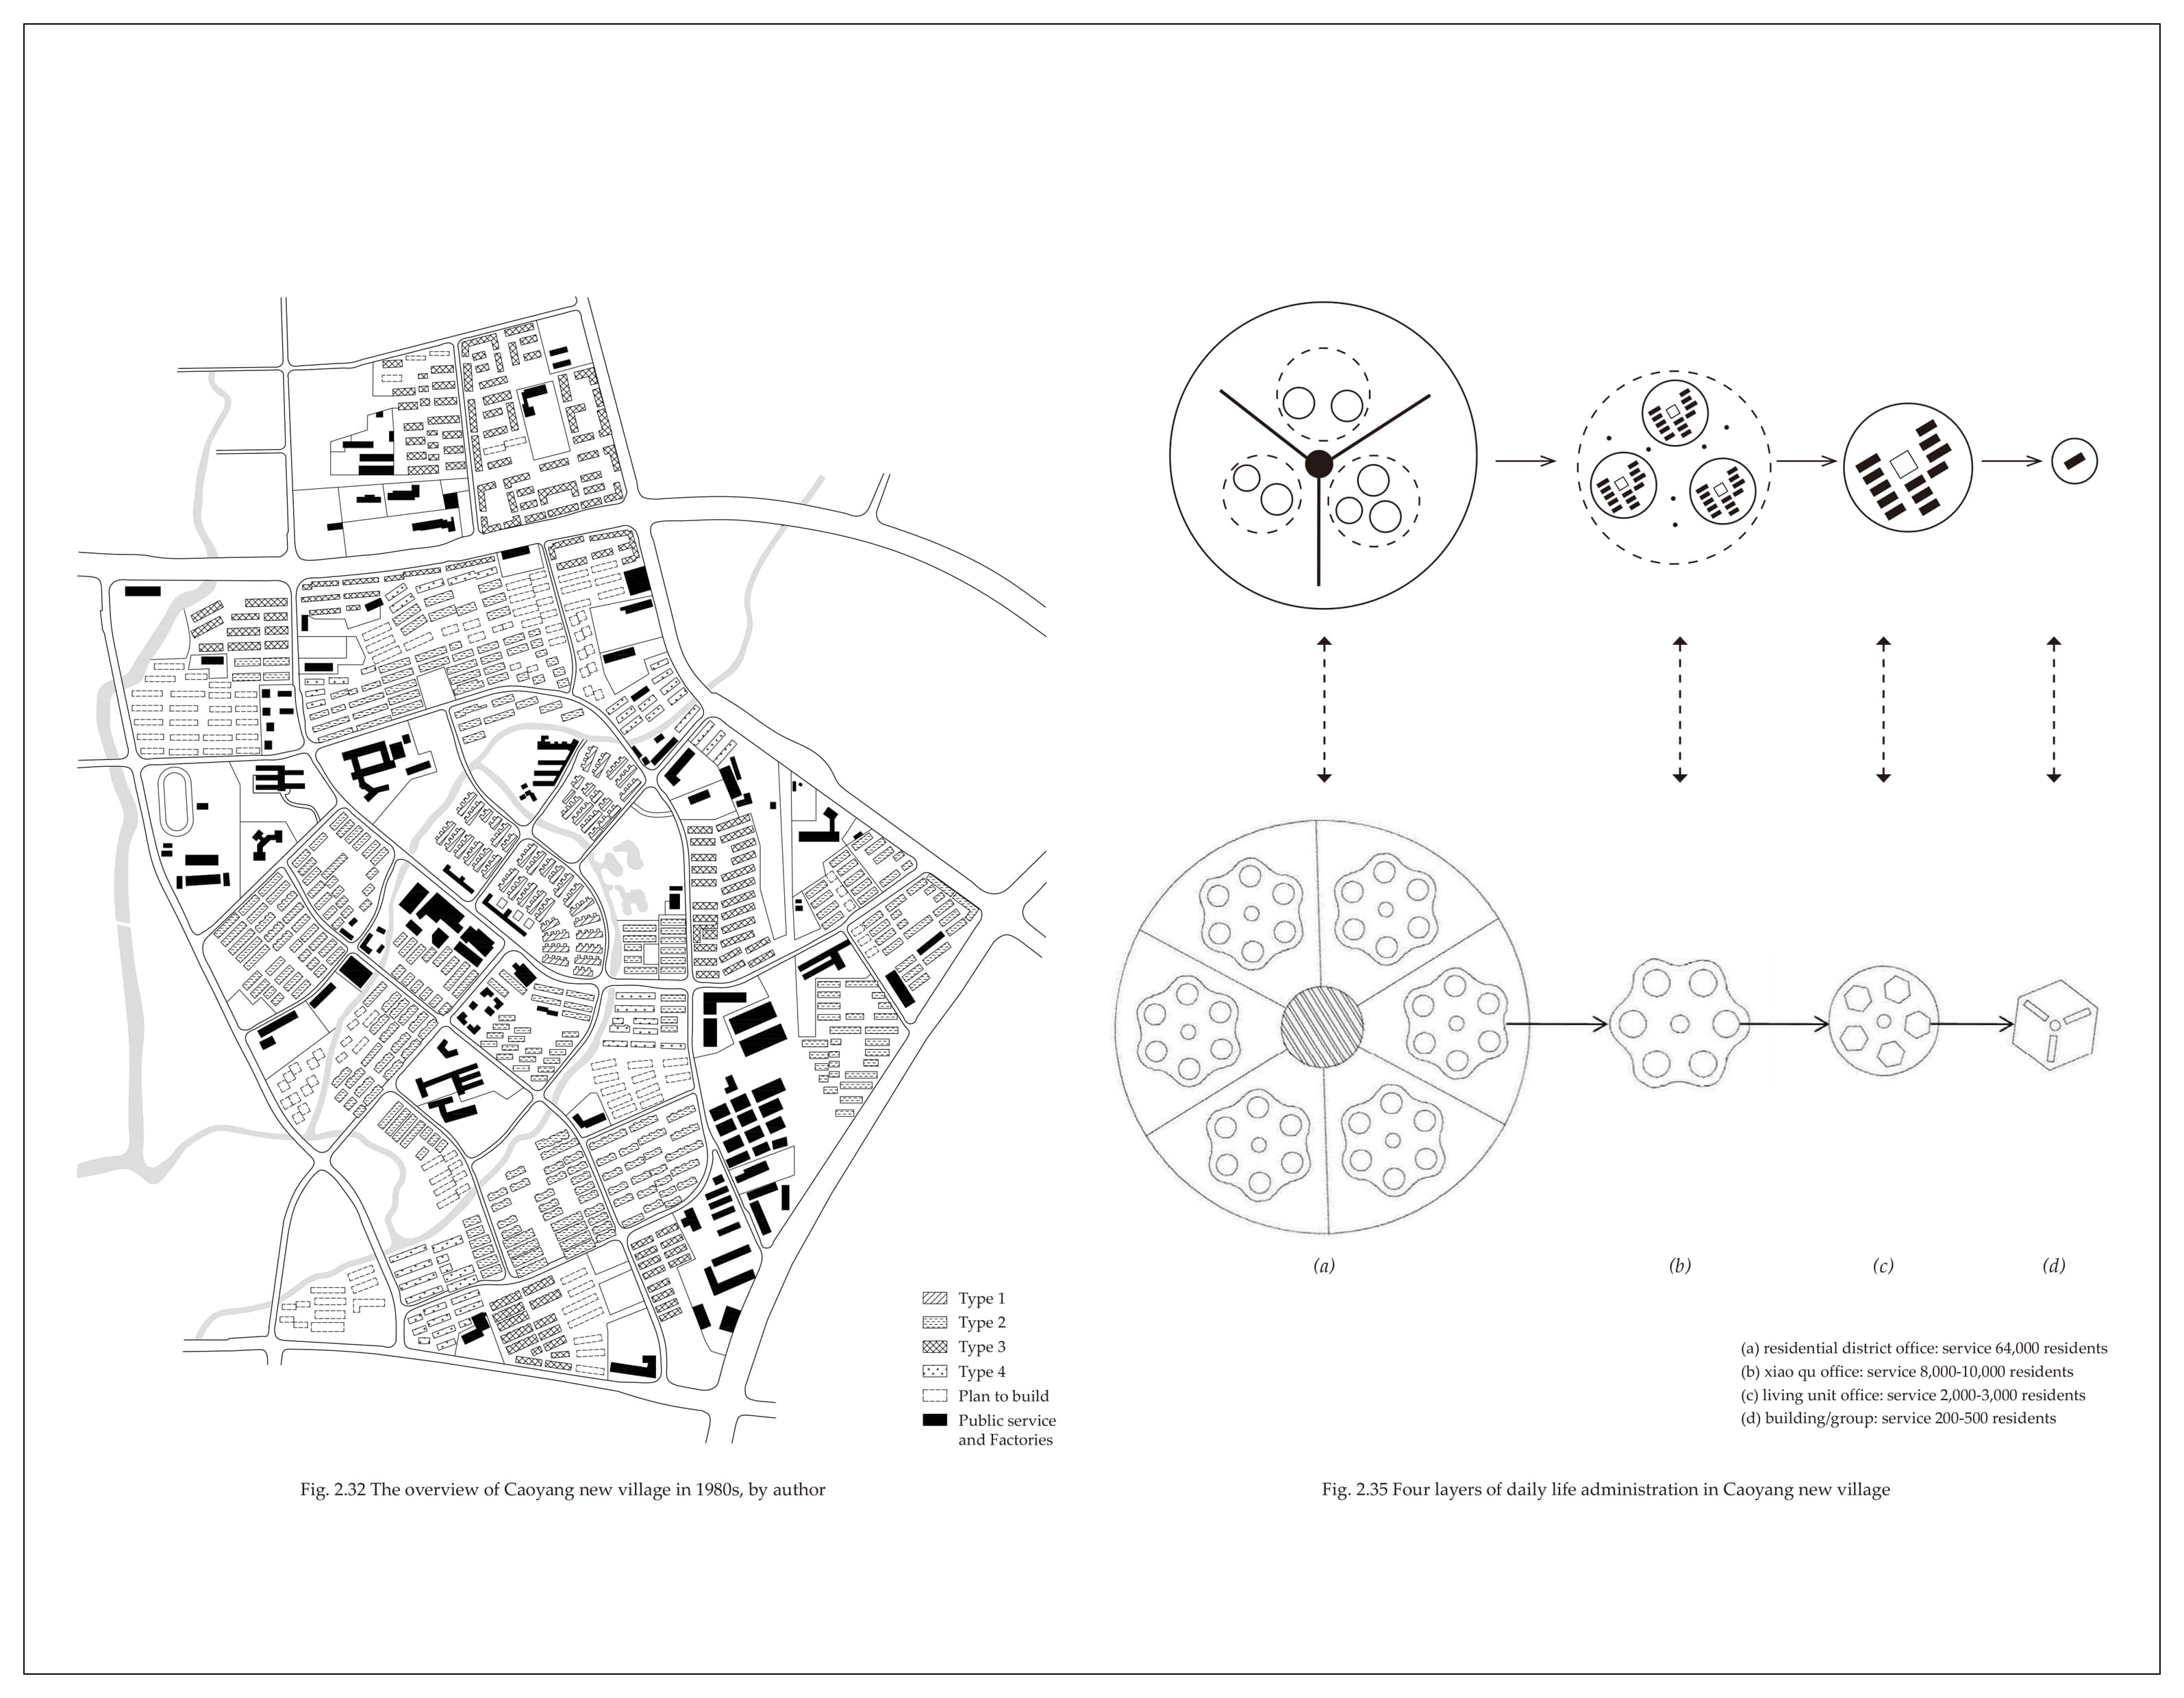 Type 1
Type 2
Type 3
Type 4
Plan to build
Public service
and Factories
Fig. 2.32 The overview of Caoyang new village in 1980s, by author
(a)
(b)
(c)
(d)
(a) residential district office: service 64,000 residents
(b) xiao qu office: service 8,000-10,000 residents
(c) living unit office: service 2,000-3,000 residents
(d) building/group: service 200-500 residents
Fig. 2.35 Four layers of daily life administration in Caoyang new village